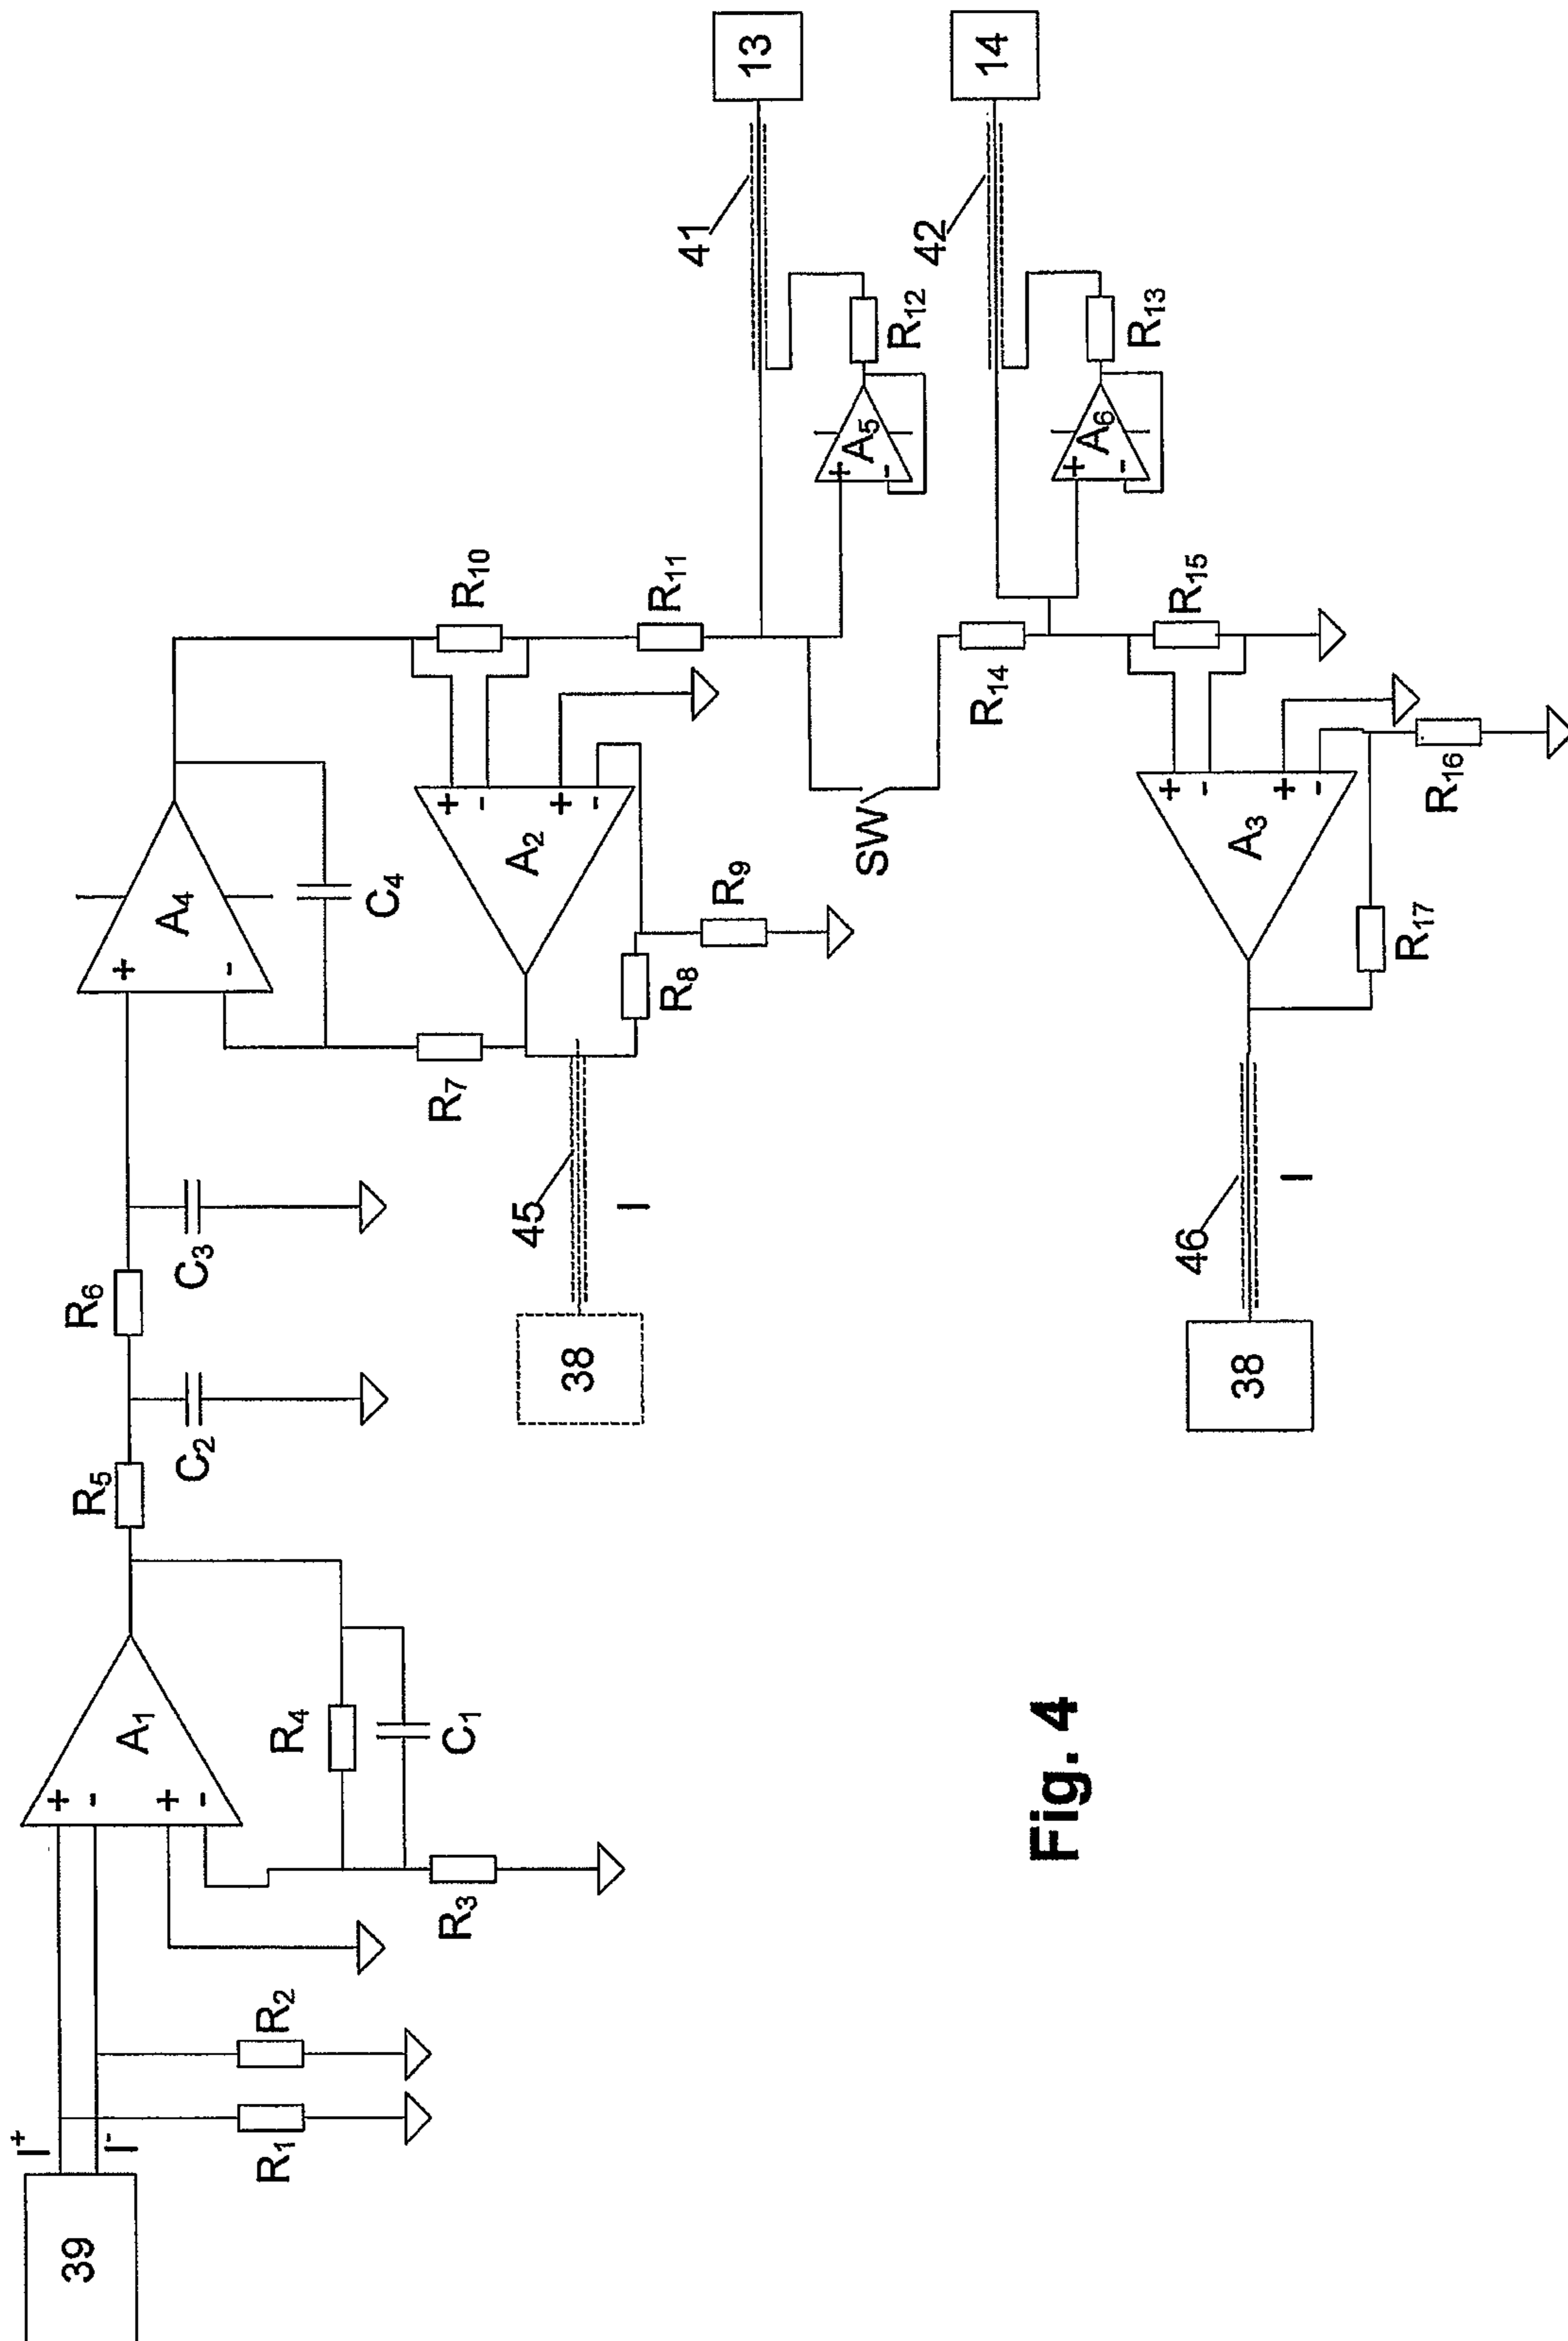 39
I+
I-
R1
R2
+
-
+
-
A1
R3
R4
C1
R5
C2
R6
C3
+
-
A4
C4
R7
R8
R9
+
-
+
-
A2
45
I
38
R10
R11
SW
R14
41
13
+
-
A5
R12
42
14
+
-
A6
R13
R15
+
-
+
-
A3
R16
R17
46
I
38
Fig. 4